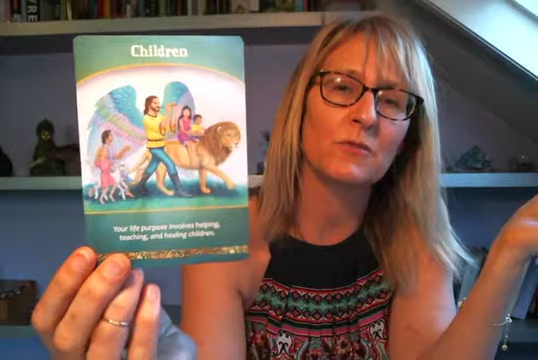 Children
Your life purpose involves helping,
teaching, and healing children.